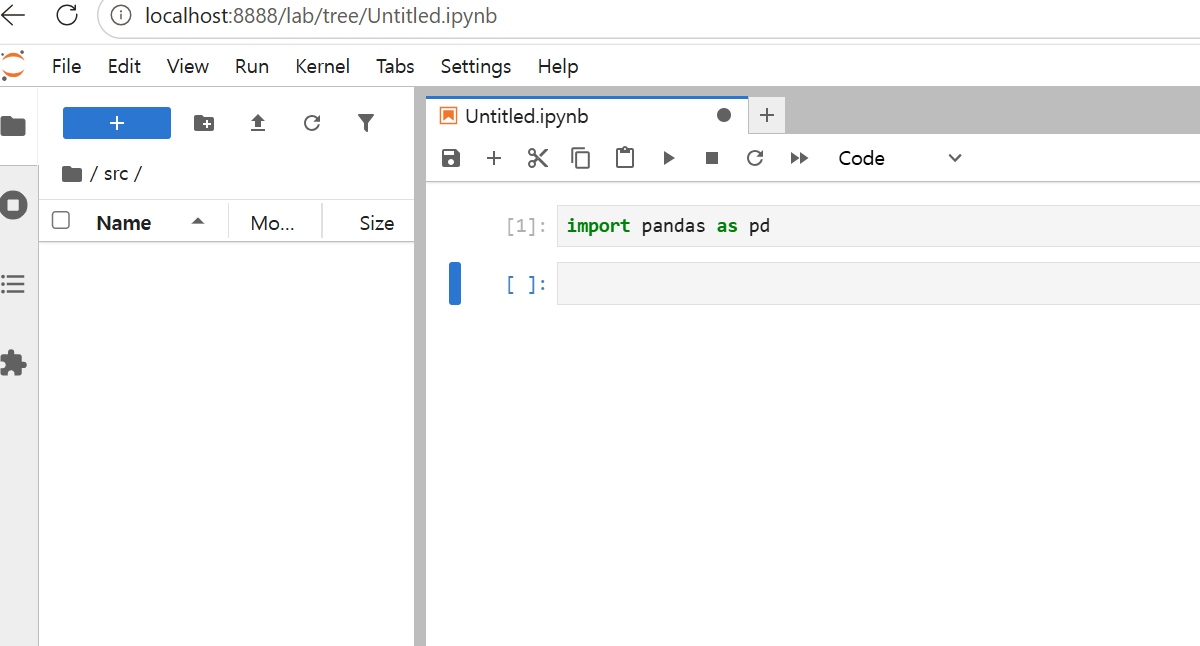 localhost:8888/lab/tree/Untitled.ipynb
File Edit View Run Kernel Tabs Settings Help
+
/ src /
Name Mo... Size
Untitled.ipynb +
+ Code
[1]: import pandas as pd
[ ]: